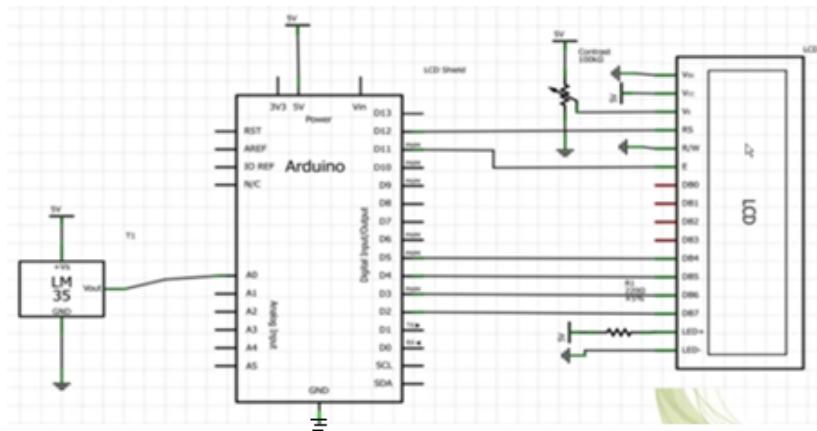 5V
5V
Contrast
100kΩ
LCD Shield
LCD
3V3 5V Vin
Power
Arduino
RST
AREF
IO REF
N/C
D13
D12
D11
D10
D9
D8
D7
D6
D5
D4
D3
D2
D1
D0
SCL
SDA
Digital Input/Output
A0
A1
A2
A3
A4
A5
Analog Input
GND
5V
T1
+Vs
LM
35
Vout
GND
Vcc
RS
R/W
E
DB0
DB1
DB2
DB3
DB4
DB5
DB6
DB7
LED+
LED-
LCD
R1
220Ω